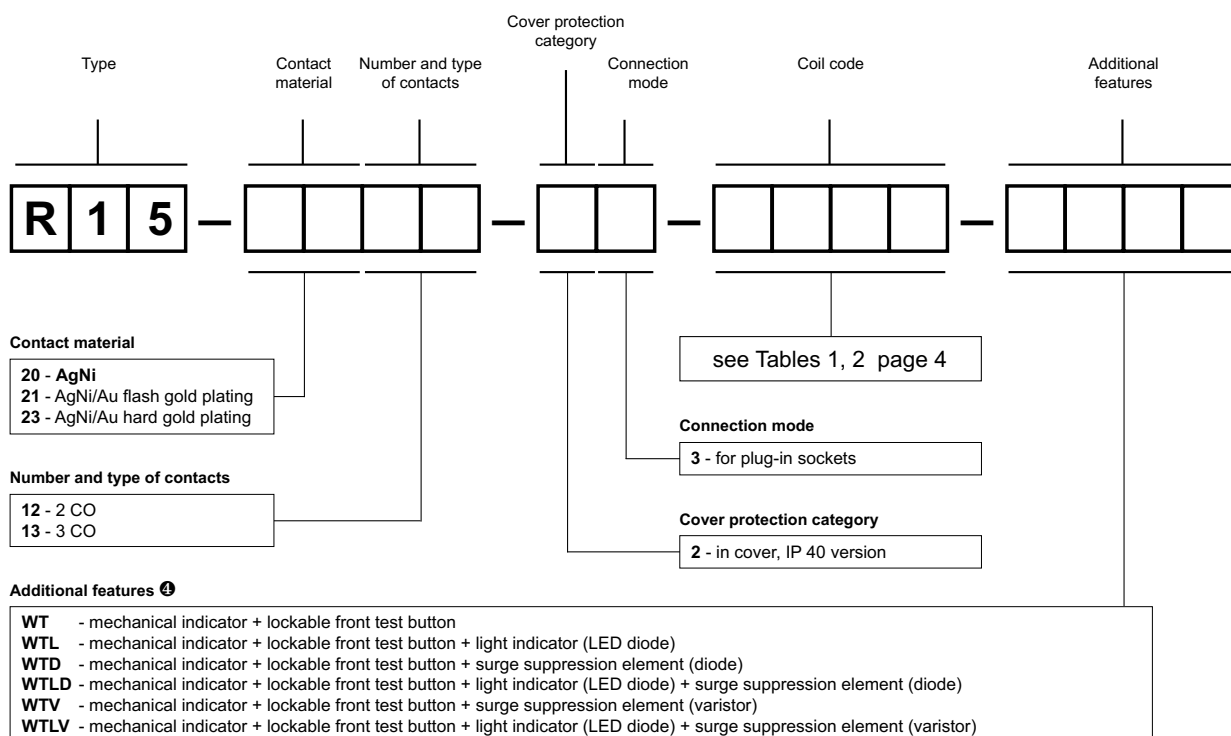 Cover protection
category
Type
Contact
material
Number and type
of contacts
Connection
mode
Coil code
Additional
features
R 1 5 – – – –
Contact material
20 - AgNi
21 - AgNi/Au flash gold plating
23 - AgNi/Au hard gold plating
see Tables 1, 2 page 4
Connection mode
3 - for plug-in sockets
Number and type of contacts
12 - 2 CO
13 - 3 CO
Cover protection category
2 - in cover, IP 40 version
Additional features ❹
WT - mechanical indicator + lockable front test button
WTL - mechanical indicator + lockable front test button + light indicator (LED diode)
WTD - mechanical indicator + lockable front test button + surge suppression element (diode)
WTLD - mechanical indicator + lockable front test button + light indicator (LED diode) + surge suppression element (diode)
WTV - mechanical indicator + lockable front test button + surge suppression element (varistor)
WTLV - mechanical indicator + lockable front test button + light indicator (LED diode) + surge suppression element (varistor)